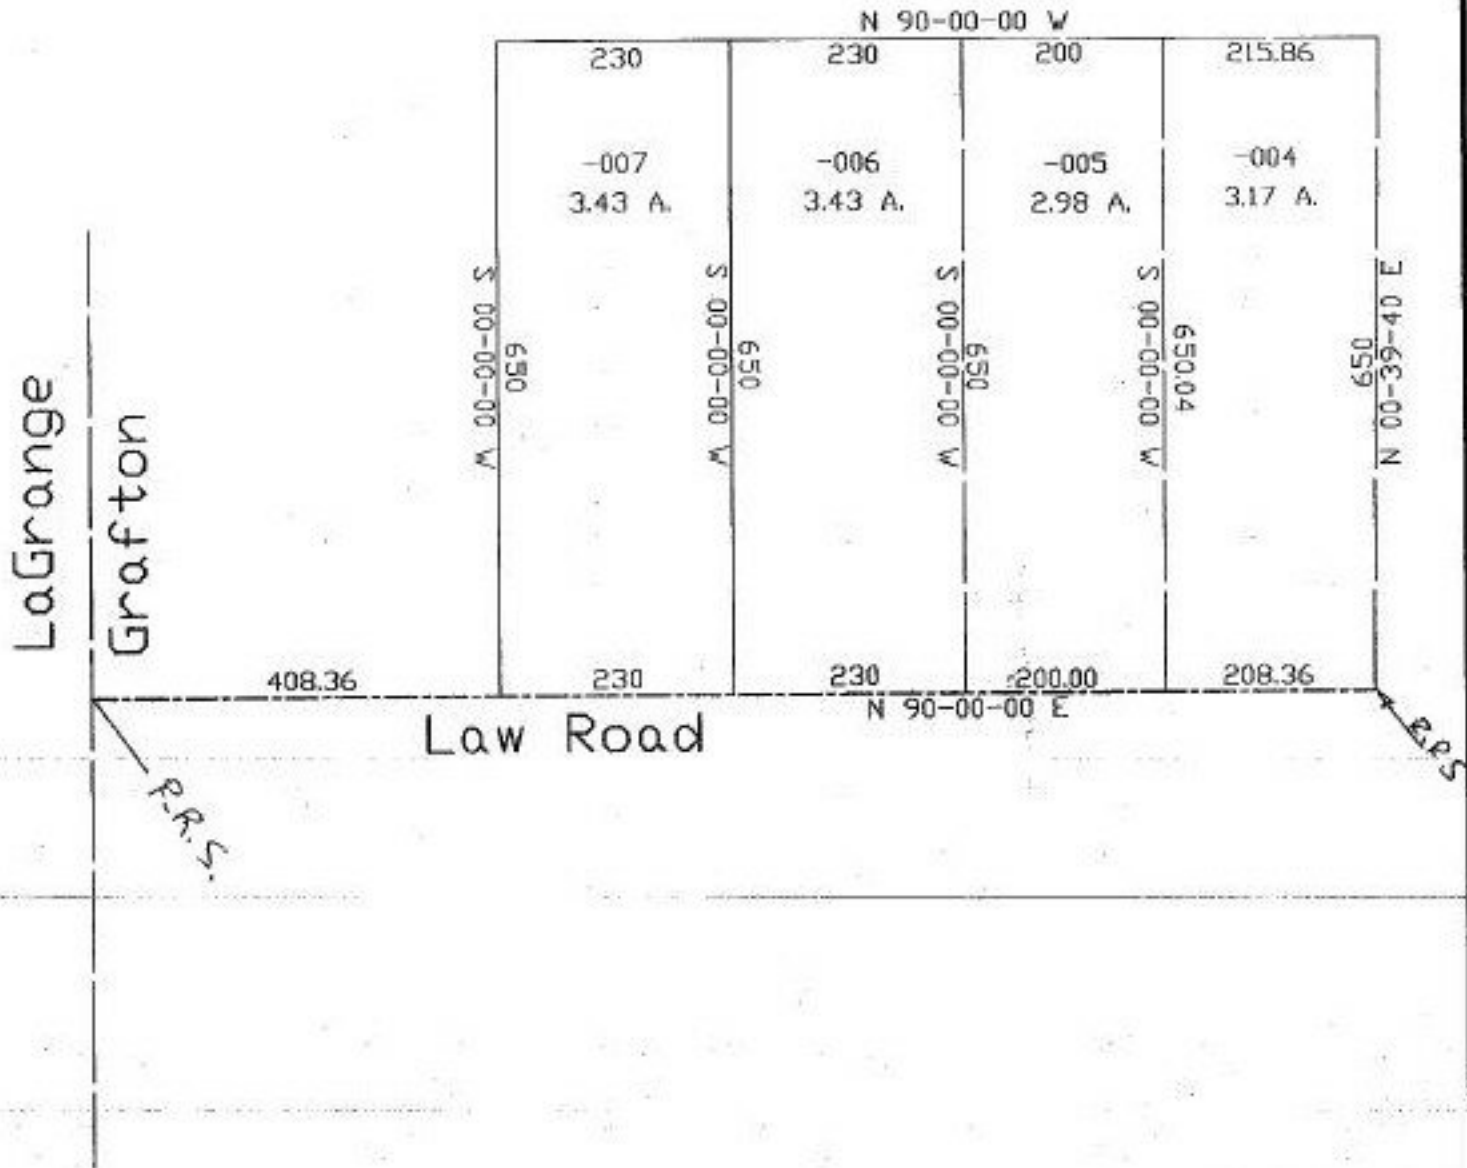 N 90-00-00 W
230 230 200 215.86
-007 -006 -005 -004
3.43 A. 3.43 A. 2.98 A. 3.17 A.
S 00-00-00 W
650
S 00-00-00 W
650
S 00-00-00 W
650
S 00-00-00 W
650.04
650
N 00-39-40 E
LaGrange
Grafton
408.36 230 230 200.00 208.36
N 90-00-00 E
Law Road
P.R.S.